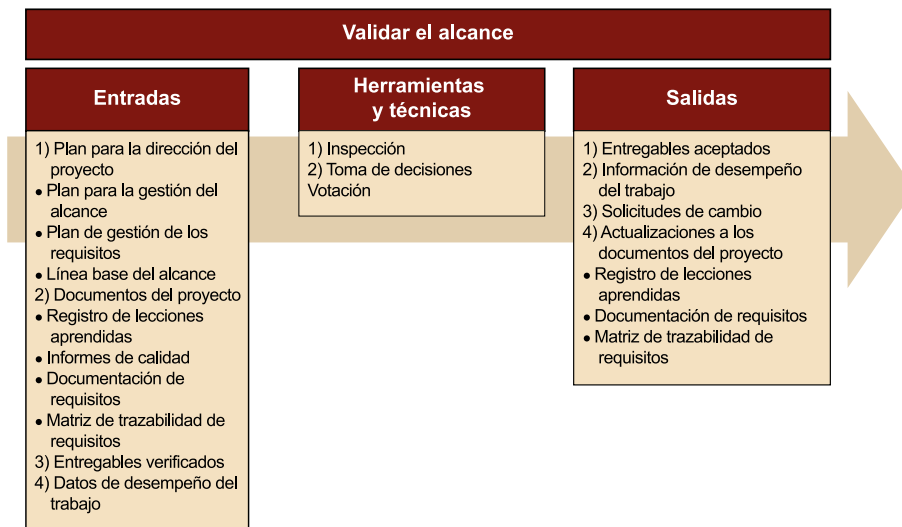 Validar el alcance
Entradas
1) Plan para la dirección del
proyecto
• Plan para la gestión del
alcance
• Plan de gestión de los
requisitos
• Línea base del alcance
2) Documentos del proyecto
• Registro de lecciones
aprendidas
• Informes de calidad
• Documentación de
requisitos
• Matriz de trazabilidad de
requisitos
3) Entregables verificados
4) Datos de desempeño del
trabajo
Herramientas
y técnicas
1) Inspección
2) Toma de decisiones
Votación
Salidas
1) Entregables aceptados
2) Información de desempeño
del trabajo
3) Solicitudes de cambio
4) Actualizaciones a los
documentos del proyecto
• Registro de lecciones
aprendidas
• Documentación de requisitos
• Matriz de trazabilidad de
requisitos